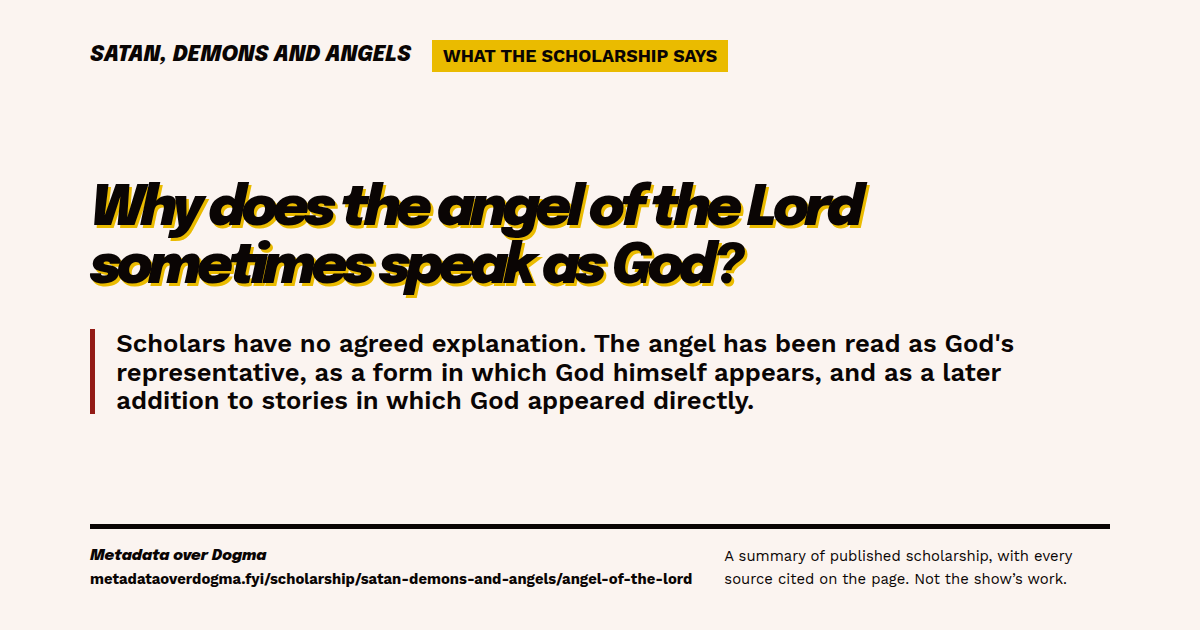 SATAN, DEMONS AND ANGELS
WHAT THE SCHOLARSHIP SAYS
Why does the angel of the Lord
sometimes speak as God?
Scholars have no agreed explanation. The angel has been read as God's
representative, as a form in which God himself appears, and as a later
addition to stories in which God appeared directly.
Metadata over Dogma
metadataoverdogma.fyi/scholarship/satan-demons-and-angels/angel-of-the-lord
A summary of published scholarship, with every
source cited on the page. Not the show’s work.